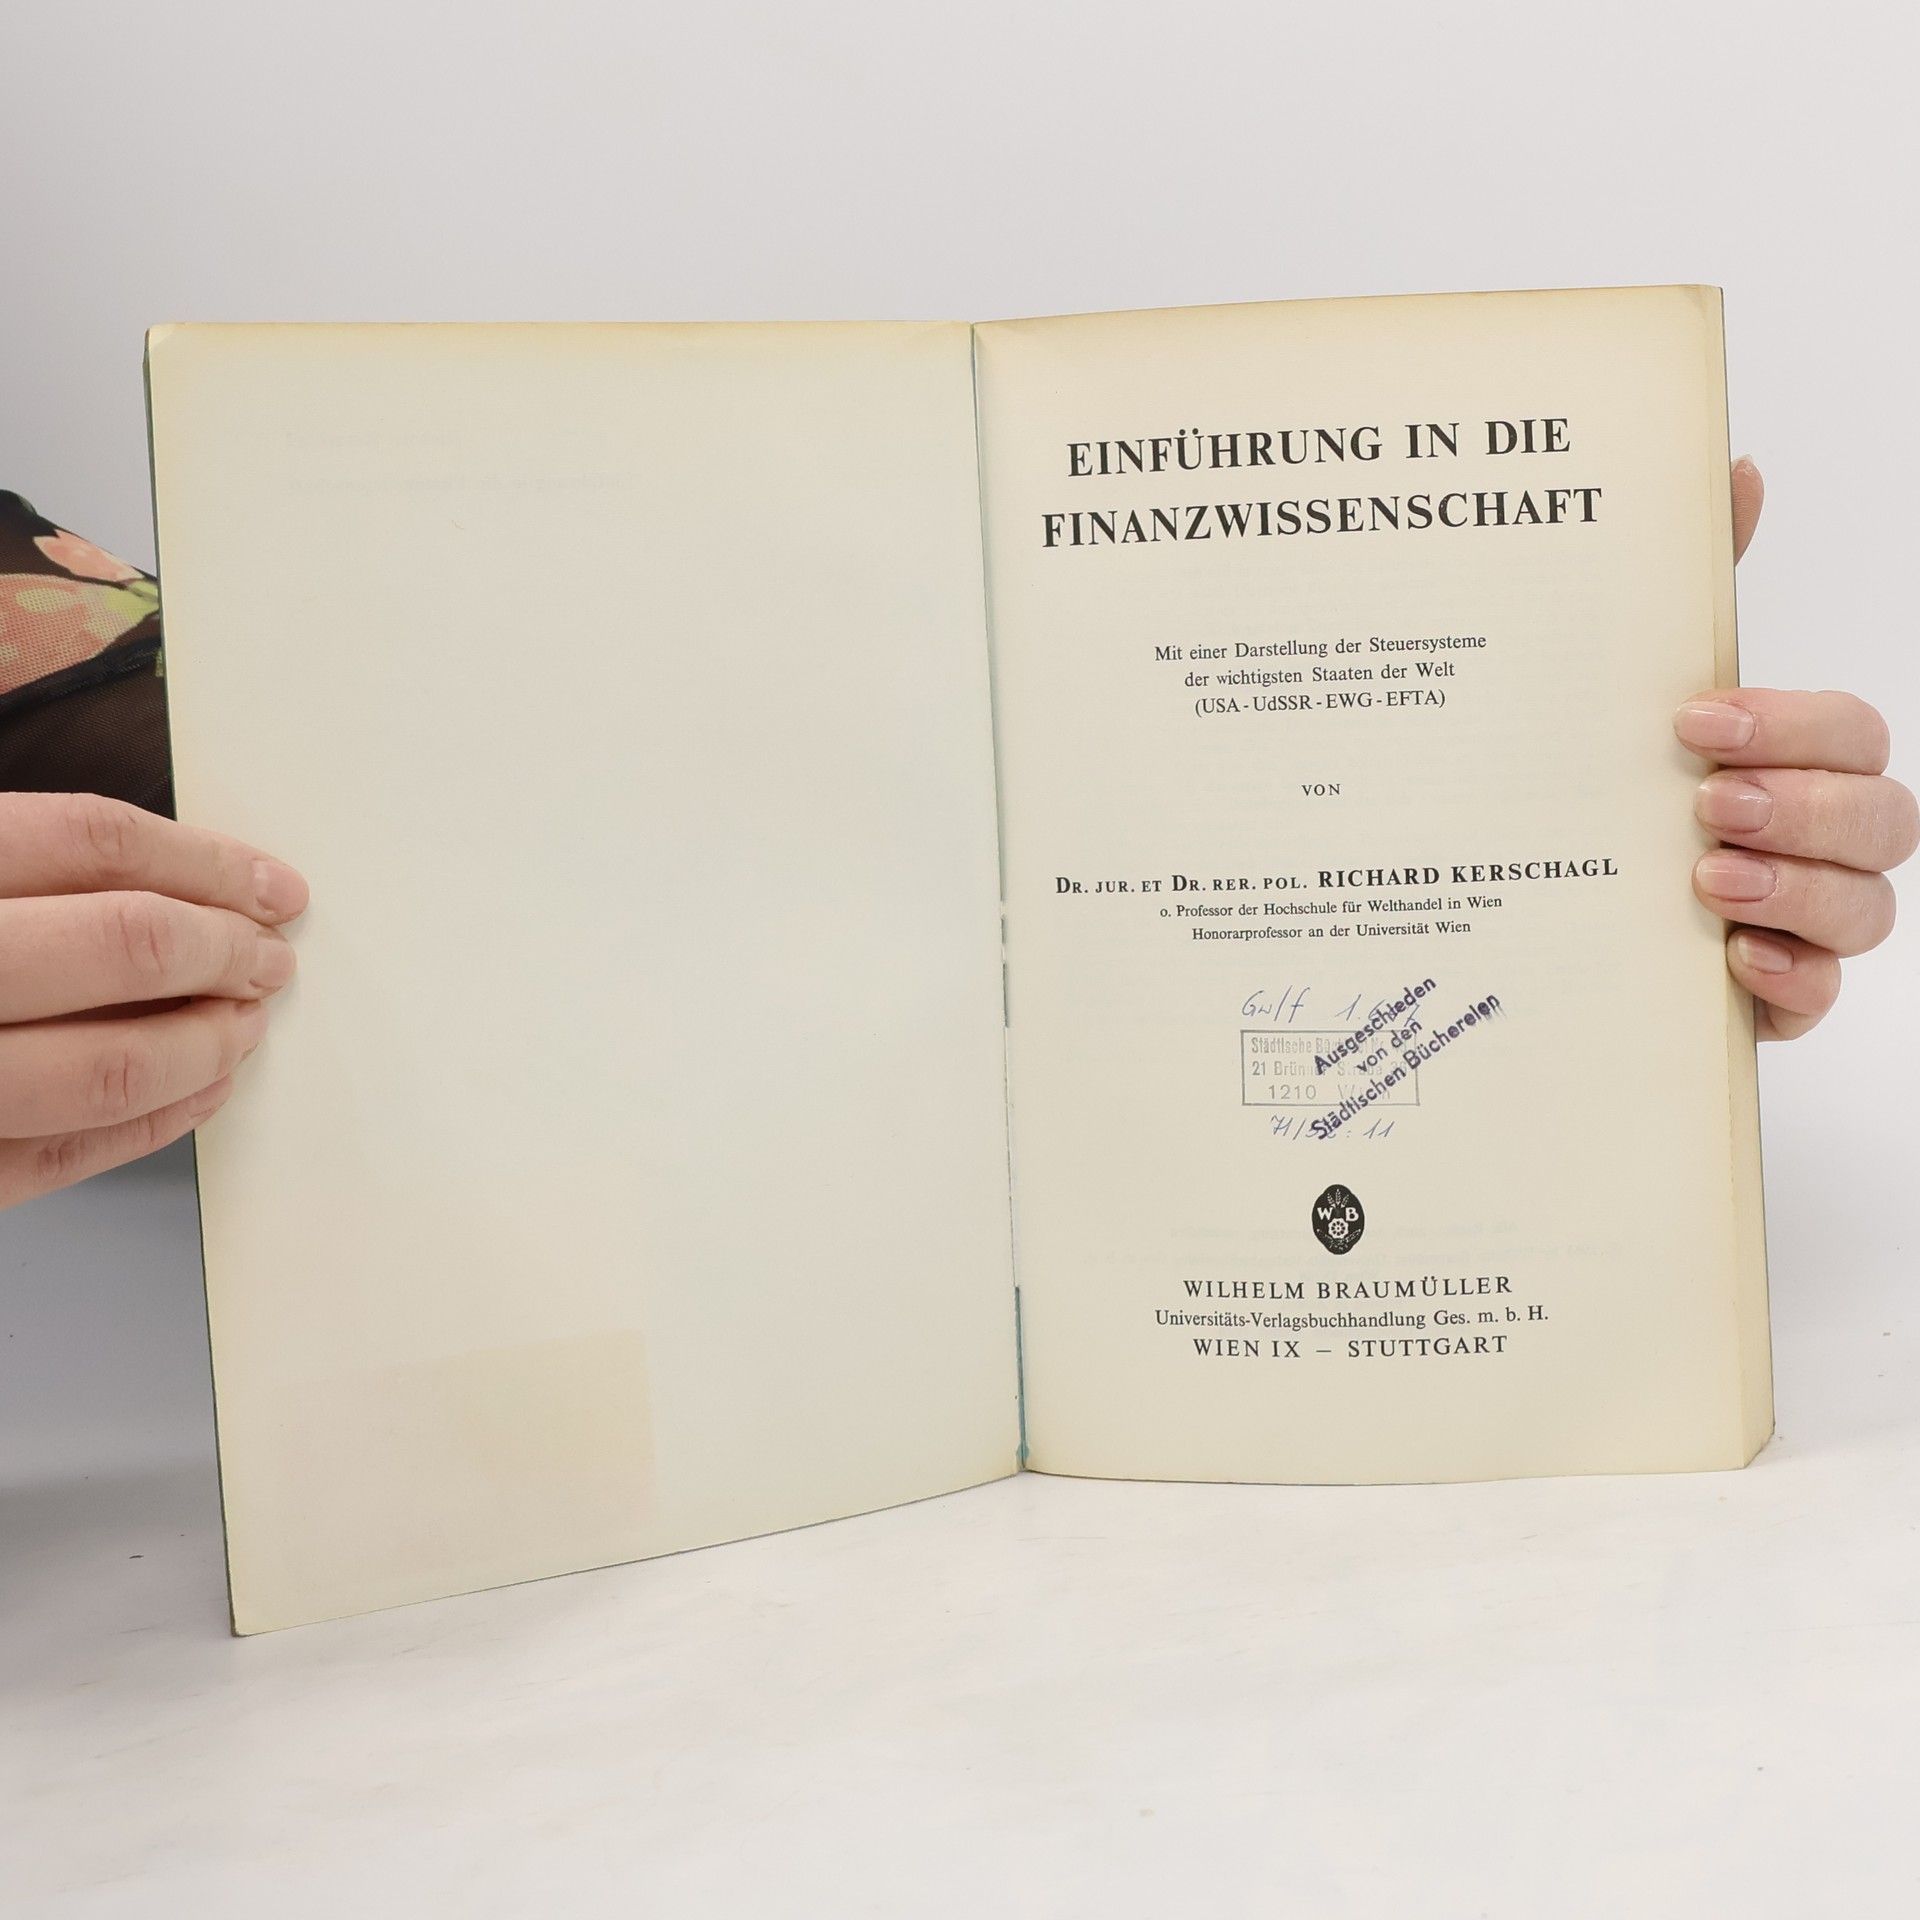 EINFÜHRUNG IN DIE
FINANZWISSENSCHAFT
Mit einer Darstellung der Steuersysteme
der wichtigsten Staaten der Welt
(USA - UdSSR - EWG - EFTA)
VON
DR. JUR. ET DR. RER. POL. RICHARD KERSCHAGL
o. Professor der Hochschule für Welthandel in Wien
Honorarprofessor an der Universität Wien
Ausgeschieden
von den
Städtischen Büchereien
Städtische
21
1210
W B
WILHELM BRAUMÜLLER
Universitäts-Verlagsbuchhandlung Ges. m. b. H.
WIEN IX – STUTTGART